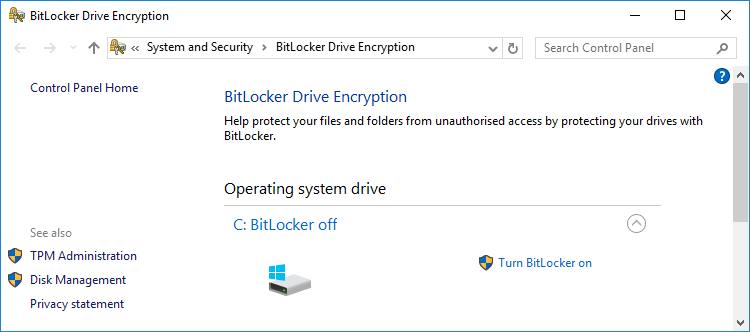 BitLocker Drive Encryption
« System and Security > BitLocker Drive Encryption
Search Control Panel
Control Panel Home
BitLocker Drive Encryption
Help protect your files and folders from unauthorised access by protecting your drives with
BitLocker.
Operating system drive
C: BitLocker off
Turn BitLocker on
See also
TPM Administration
Disk Management
Privacy statement